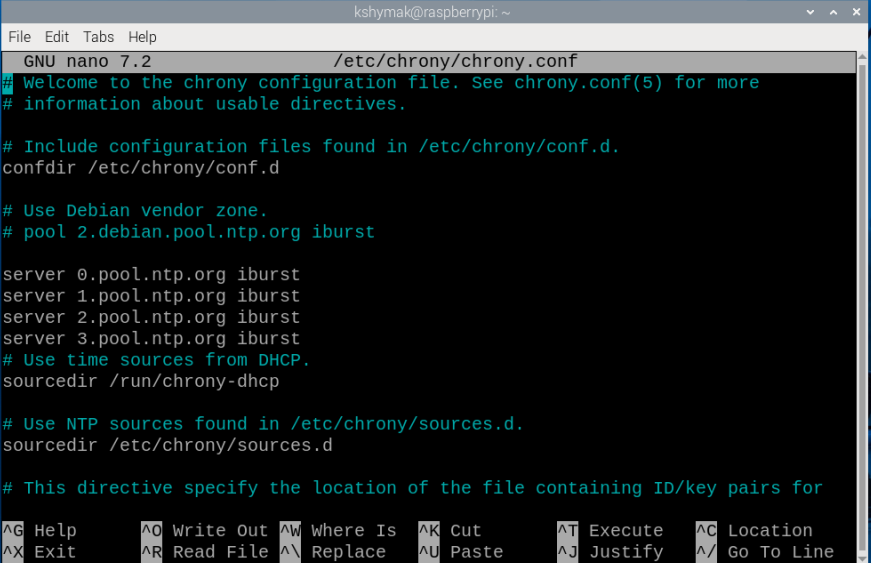 kshymak@raspberrypi: ~
File Edit Tabs Help
GNU nano 7.2 /etc/chrony/chrony.conf
# Welcome to the chrony configuration file. See chrony.conf(5) for more
# information about usable directives.
# Include configuration files found in /etc/chrony/conf.d.
confdir /etc/chrony/conf.d
# Use Debian vendor zone.
# pool 2.debian.pool.ntp.org iburst
server 0.pool.ntp.org iburst
server 1.pool.ntp.org iburst
server 2.pool.ntp.org iburst
server 3.pool.ntp.org iburst
# Use time sources from DHCP.
sourcedir /run/chrony-dhcp
# Use NTP sources found in /etc/chrony/sources.d.
sourcedir /etc/chrony/sources.d
# This directive specify the location of the file containing ID/key pairs for
^G Help ^O Write Out ^W Where Is ^K Cut ^T Execute ^C Location
^X Exit ^R Read File ^\ Replace ^U Paste ^J Justify ^/ Go To Line